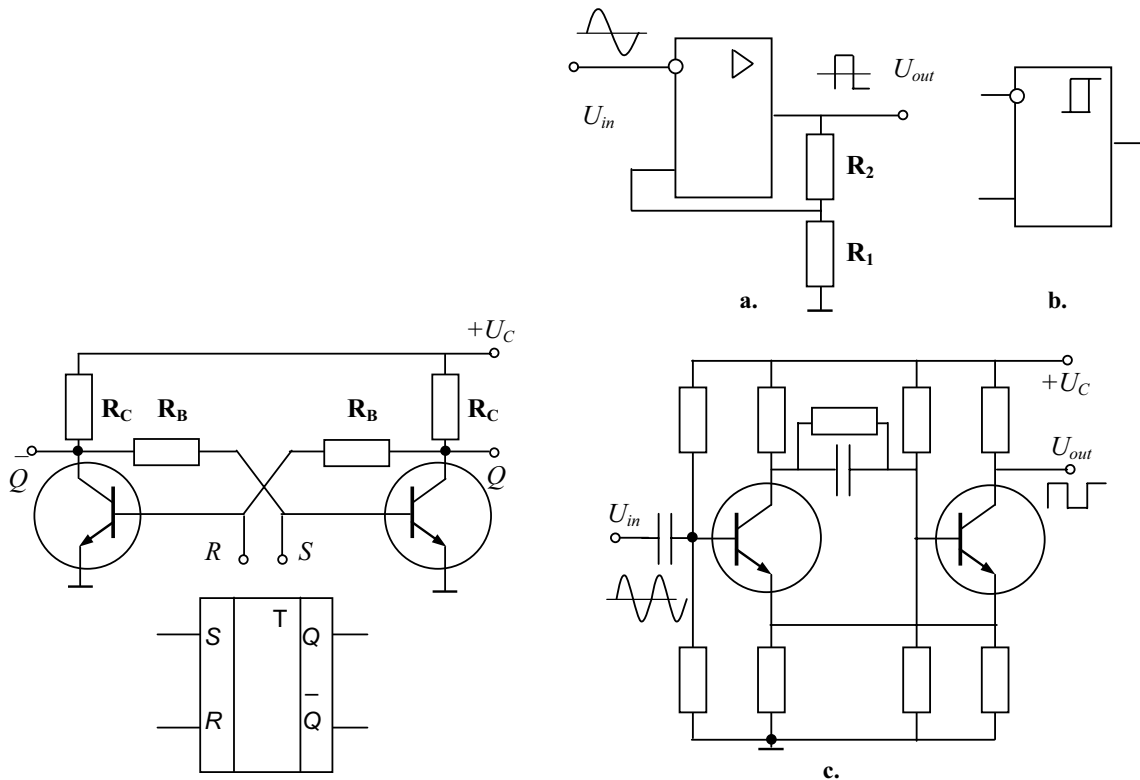 U_in
U_out
R₂
R₁
a.
b.
+U_C
R_C R_B R_B R_C
Q̅ Q
R S
S T Q
R Q̅
+U_C
U_out
U_in
c.